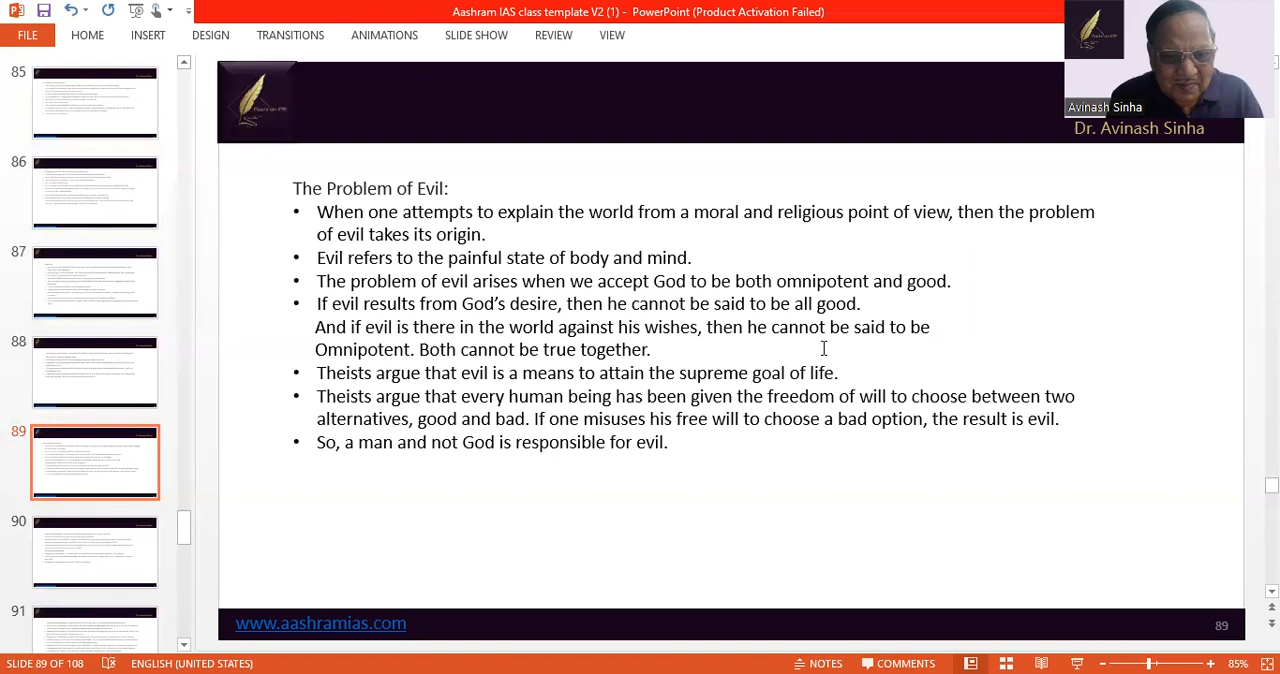 Aashram IAS class template V2 (1) - PowerPoint (Product Activation Failed)
FILE HOME INSERT DESIGN TRANSITIONS ANIMATIONS SLIDE SHOW REVIEW VIEW
Avinash Sinha
Dr. Avinash Sinha
85
86
87
88
89
90
91
The Problem of Evil:
• When one attempts to explain the world from a moral and religious point of view, then the problem
of evil takes its origin.
• Evil refers to the painful state of body and mind.
• The problem of evil arises when we accept God to be both omnipotent and good.
• If evil results from God's desire, then he cannot be said to be all good.
And if evil is there in the world against his wishes, then he cannot be said to be
Omnipotent. Both cannot be true together.
• Theists argue that evil is a means to attain the supreme goal of life.
• Theists argue that every human being has been given the freedom of will to choose between two
alternatives, good and bad. If one misuses his free will to choose a bad option, the result is evil.
• So, a man and not God is responsible for evil.
www.aashramias.com
89
SLIDE 89 OF 108 ENGLISH (UNITED STATES) NOTES COMMENTS 85%